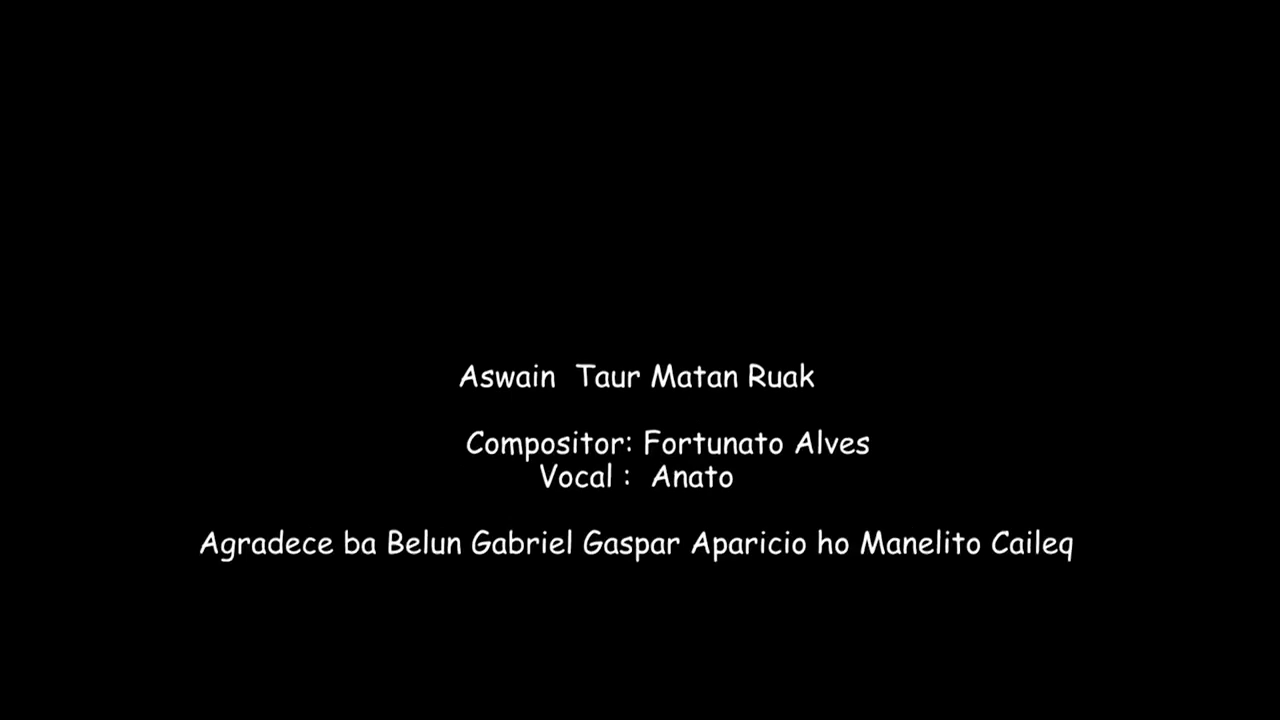 Aswain  Taur Matan Ruak
Compositor: Fortunato Alves
Vocal :  Anato
Agradece ba Belun Gabriel Gaspar Aparicio ho Manelito Caileq